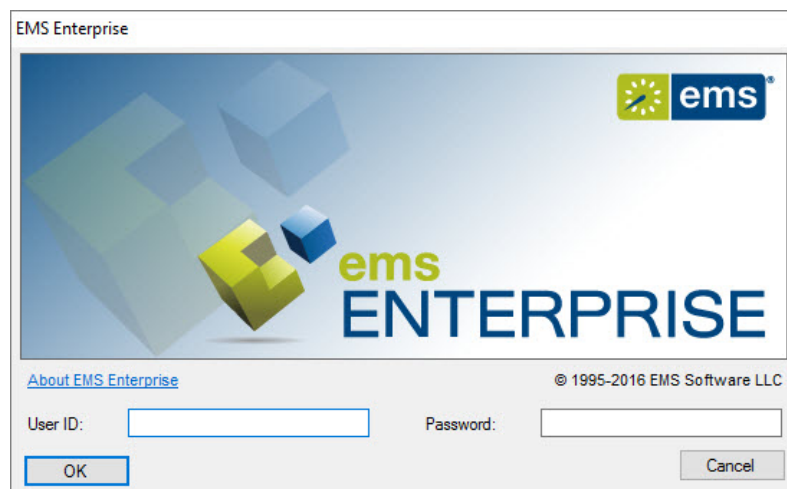 EMS Enterprise
ems®
ems
ENTERPRISE
About EMS Enterprise © 1995-2016 EMS Software LLC
User ID: Password:
OK Cancel